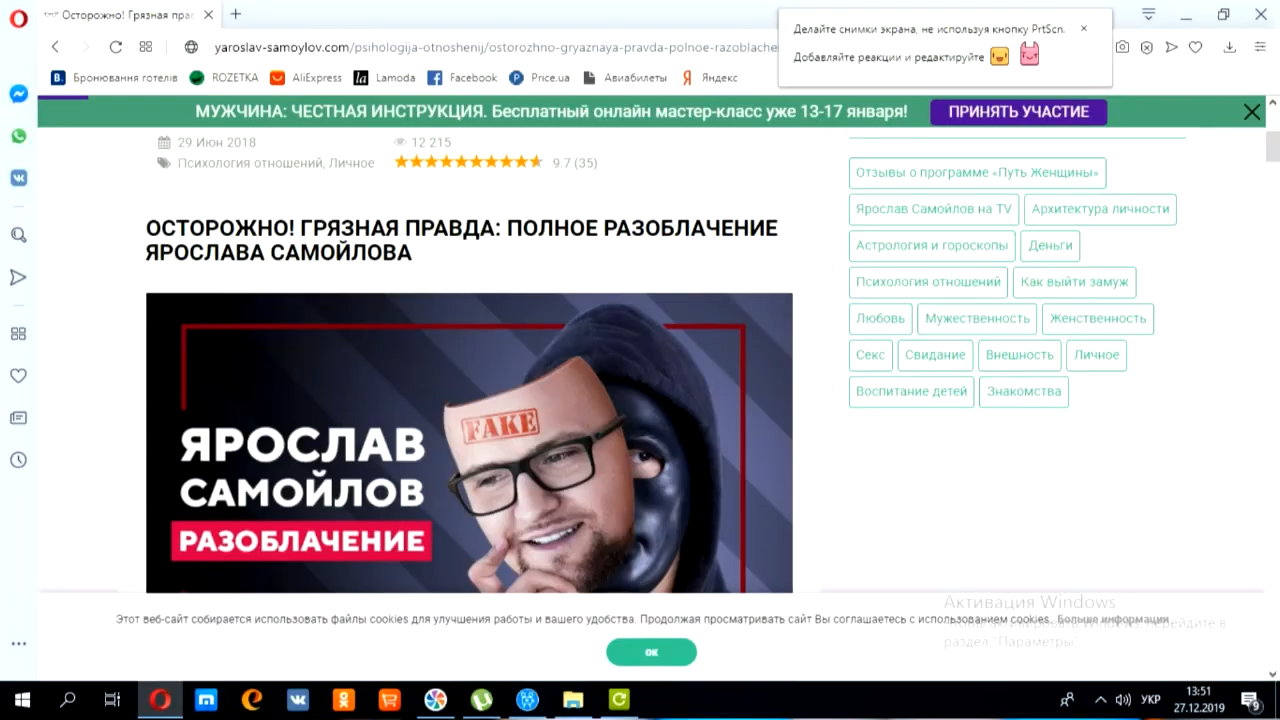 Осторожно! Грязная прав
Делайте снимки экрана, не используя кнопку PrtScn.
Добавляйте реакции и редактируйте
yaroslav-samoylov.com/psihologija-otnoshenij/ostorozhno-gryaznaya-pravda-polnoe-razoblache
Бронювання готелів
ROZETKA
AliExpress
Lamoda
Facebook
Price.ua
Авиабилеты
Яндекс
МУЖЧИНА: ЧЕСТНАЯ ИНСТРУКЦИЯ. Бесплатный онлайн мастер-класс уже 13-17 января!
ПРИНЯТЬ УЧАСТИЕ
29 Июн 2018
12 215
Психология отношений, Личное
9.7 (35)
ОСТОРОЖНО! ГРЯЗНАЯ ПРАВДА: ПОЛНОЕ РАЗОБЛАЧЕНИЕ
ЯРОСЛАВА САМОЙЛОВА
FAKE
ЯРОСЛАВ
САМОЙЛОВ
РАЗОБЛАЧЕНИЕ
Отзывы о программе «Путь Женщины»
Ярослав Самойлов на TV
Архитектура личности
Астрология и гороскопы
Деньги
Психология отношений
Как выйти замуж
Любовь
Мужественность
Женственность
Секс
Свидание
Внешность
Личное
Воспитание детей
Знакомства
Активация Windows
перейдите в
раздел "Параметры"
Этот веб-сайт собирается использовать файлы cookies для улучшения работы и вашего удобства. Продолжая просматривать сайт Вы соглашаетесь с использованием cookies. Больше информации
ОК
УКР
13:51
27.12.2019
9